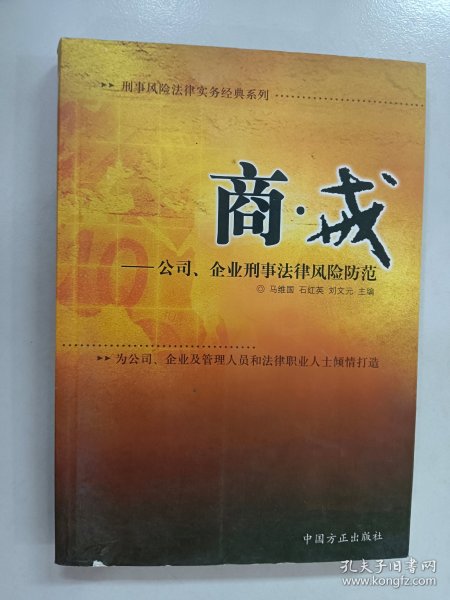 ▸▸ 刑事风险法律实务经典系列
商·戒
——公司、企业刑事法律风险防范
◎ 马维国 石红英 刘文元 主编
▸▸ 为公司、企业及管理人员和法律职业人士倾情打造
中国方正出版社
孔夫子旧书网
www.kongfz.com